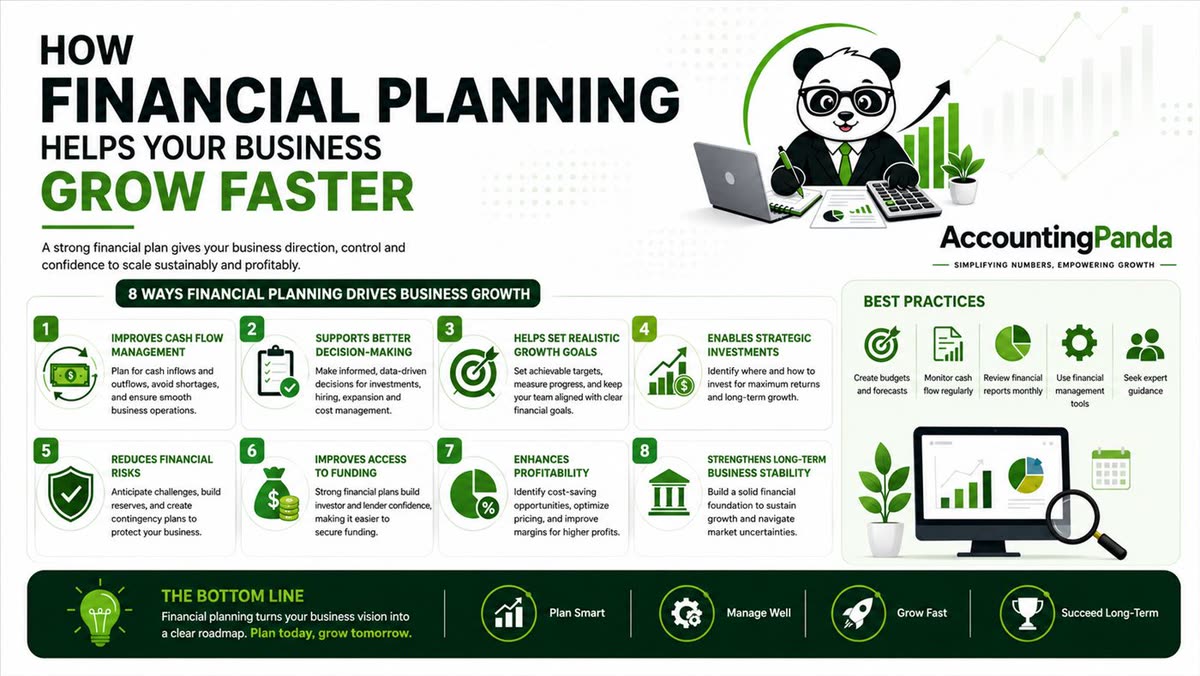 HOW
FINANCIAL PLANNING
HELPS YOUR BUSINESS
GROW FASTER
A strong financial plan gives your business direction, control and
confidence to scale sustainably and profitably.
AccountingPanda
SIMPLIFYING NUMBERS, EMPOWERING GROWTH
8 WAYS FINANCIAL PLANNING DRIVES BUSINESS GROWTH
1
IMPROVES CASH FLOW
MANAGEMENT
Plan for cash inflows and
outflows, avoid shortages,
and ensure smooth
business operations.
2
SUPPORTS BETTER
DECISION-MAKING
Make informed, data-driven
decisions for investments,
hiring, expansion and
cost management.
3
HELPS SET REALISTIC
GROWTH GOALS
Set achievable targets,
measure progress, and keep
your team aligned with clear
financial goals.
4
ENABLES STRATEGIC
INVESTMENTS
Identify where and how to
invest for maximum returns
and long-term growth.
$
5
REDUCES FINANCIAL
RISKS
Anticipate challenges, build
reserves, and create
contingency plans to
protect your business.
6
$
IMPROVES ACCESS
TO FUNDING
Strong financial plans build
investor and lender confidence,
making it easier to
secure funding.
7
%
ENHANCES
PROFITABILITY
Identify cost-saving
opportunities, optimize
pricing, and improve
margins for higher profits.
8
STRENGTHENS LONG-TERM
BUSINESS STABILITY
Build a solid financial
foundation to sustain
growth and navigate
market uncertainties.
BEST PRACTICES
Create budgets
and forecasts
Monitor cash
flow regularly
Review financial
reports monthly
Use financial
management
tools
Seek expert
guidance
THE BOTTOM LINE
Financial planning turns your business vision into
a clear roadmap. Plan today, grow tomorrow.
Plan Smart
Manage Well
Grow Fast
Succeed Long-Term